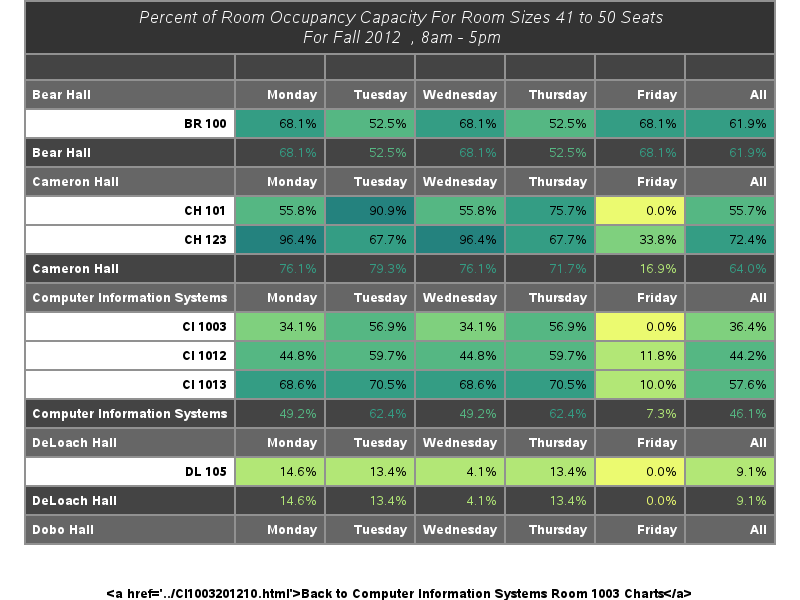 Percent of Room Occupancy Capacity For Room Sizes 41 to 50 Seats
For Fall 2012 , 8am - 5pm
Bear Hall Monday Tuesday Wednesday Thursday Friday All
BR 100 68.1% 52.5% 68.1% 52.5% 68.1% 61.9%
Bear Hall 68.1% 52.5% 68.1% 52.5% 68.1% 61.9%
Cameron Hall Monday Tuesday Wednesday Thursday Friday All
CH 101 55.8% 90.9% 55.8% 75.7% 0.0% 55.7%
CH 123 96.4% 67.7% 96.4% 67.7% 33.8% 72.4%
Cameron Hall 76.1% 79.3% 76.1% 71.7% 16.9% 64.0%
Computer Information Systems Monday Tuesday Wednesday Thursday Friday All
CI 1003 34.1% 56.9% 34.1% 56.9% 0.0% 36.4%
CI 1012 44.8% 59.7% 44.8% 59.7% 11.8% 44.2%
CI 1013 68.6% 70.5% 68.6% 70.5% 10.0% 57.6%
Computer Information Systems 49.2% 62.4% 49.2% 62.4% 7.3% 46.1%
DeLoach Hall Monday Tuesday Wednesday Thursday Friday All
DL 105 14.6% 13.4% 4.1% 13.4% 0.0% 9.1%
DeLoach Hall 14.6% 13.4% 4.1% 13.4% 0.0% 9.1%
Dobo Hall Monday Tuesday Wednesday Thursday Friday All
&lt;a href='../CI1003201210.html'&gt;Back to Computer Information Systems Room 1003 Charts&lt;/a&gt;